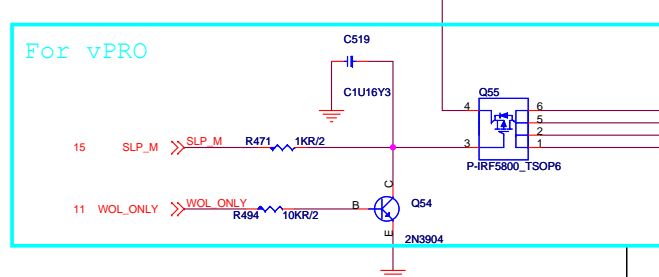 For vPRO
C519
C1U16Y3
Q55
4 6
5
2
3 1
P-IRF5800_TSOP6
15 SLP_M SLP_M R471 1KR/2
11 WOL_ONLY WOL_ONLY R494 10KR/2 B C Q54
E 2N3904